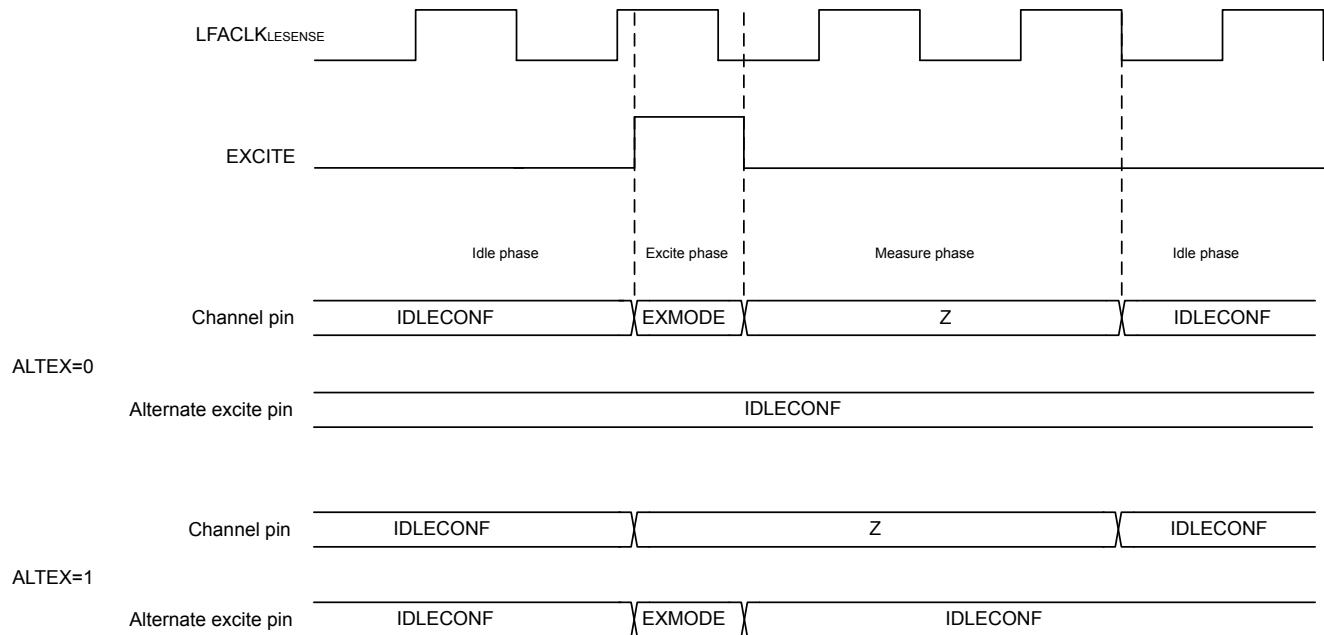 LFACLKLESENSE
EXCITE
Idle phase Excite phase Measure phase Idle phase
Channel pin IDLECONF EXMODE Z IDLECONF
ALTEX=0
Alternate excite pin IDLECONF
Channel pin IDLECONF Z IDLECONF
ALTEX=1
Alternate excite pin IDLECONF EXMODE IDLECONF